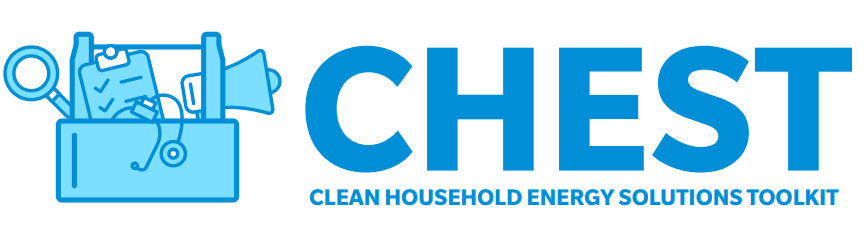 CHEST
CLEAN HOUSEHOLD ENERGY SOLUTIONS TOOLKIT